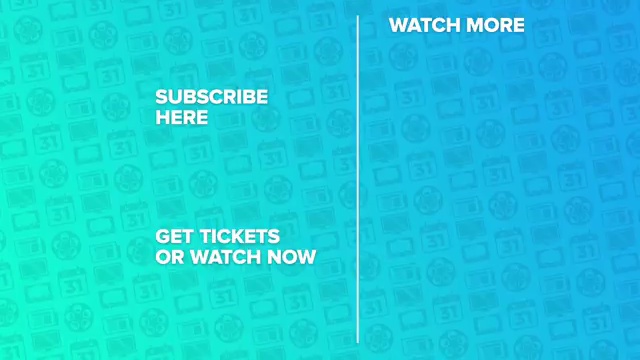 SUBSCRIBE
HERE
GET TICKETS
OR WATCH NOW
WATCH MORE